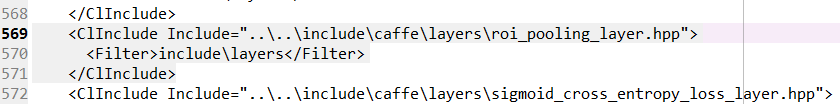 568 </ClInclude>
569 <ClInclude Include="..\..\include\caffe\layers\roi_pooling_layer.hpp">
570 <Filter>include\layers</Filter>
571 </ClInclude>
572 <ClInclude Include="..\..\include\caffe\layers\sigmoid_cross_entropy_loss_layer.hpp">